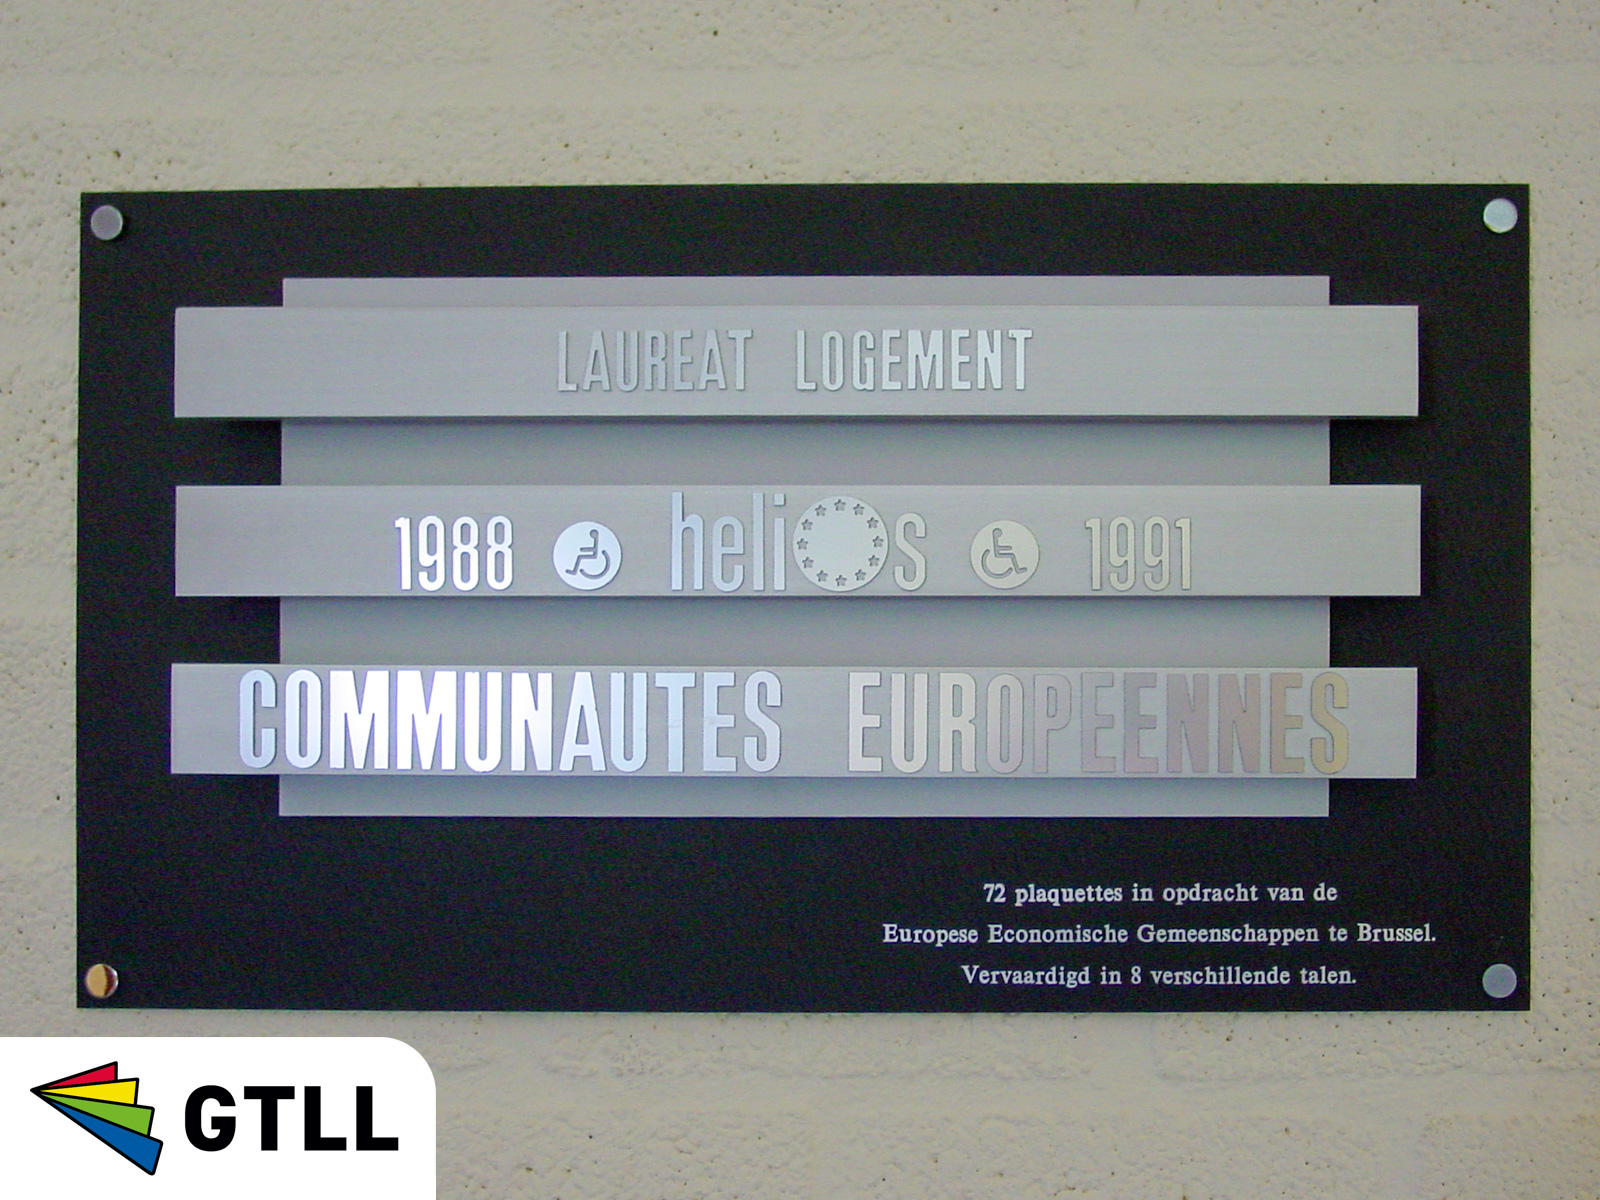 LAUREAT LOGEMENT
1988 helios 1991
COMMUNAUTES EUROPEENNES
72 plaquettes in opdracht van de
Europese Economische Gemeenschappen te Brussel.
Vervaardigd in 8 verschillende talen.
GTLL